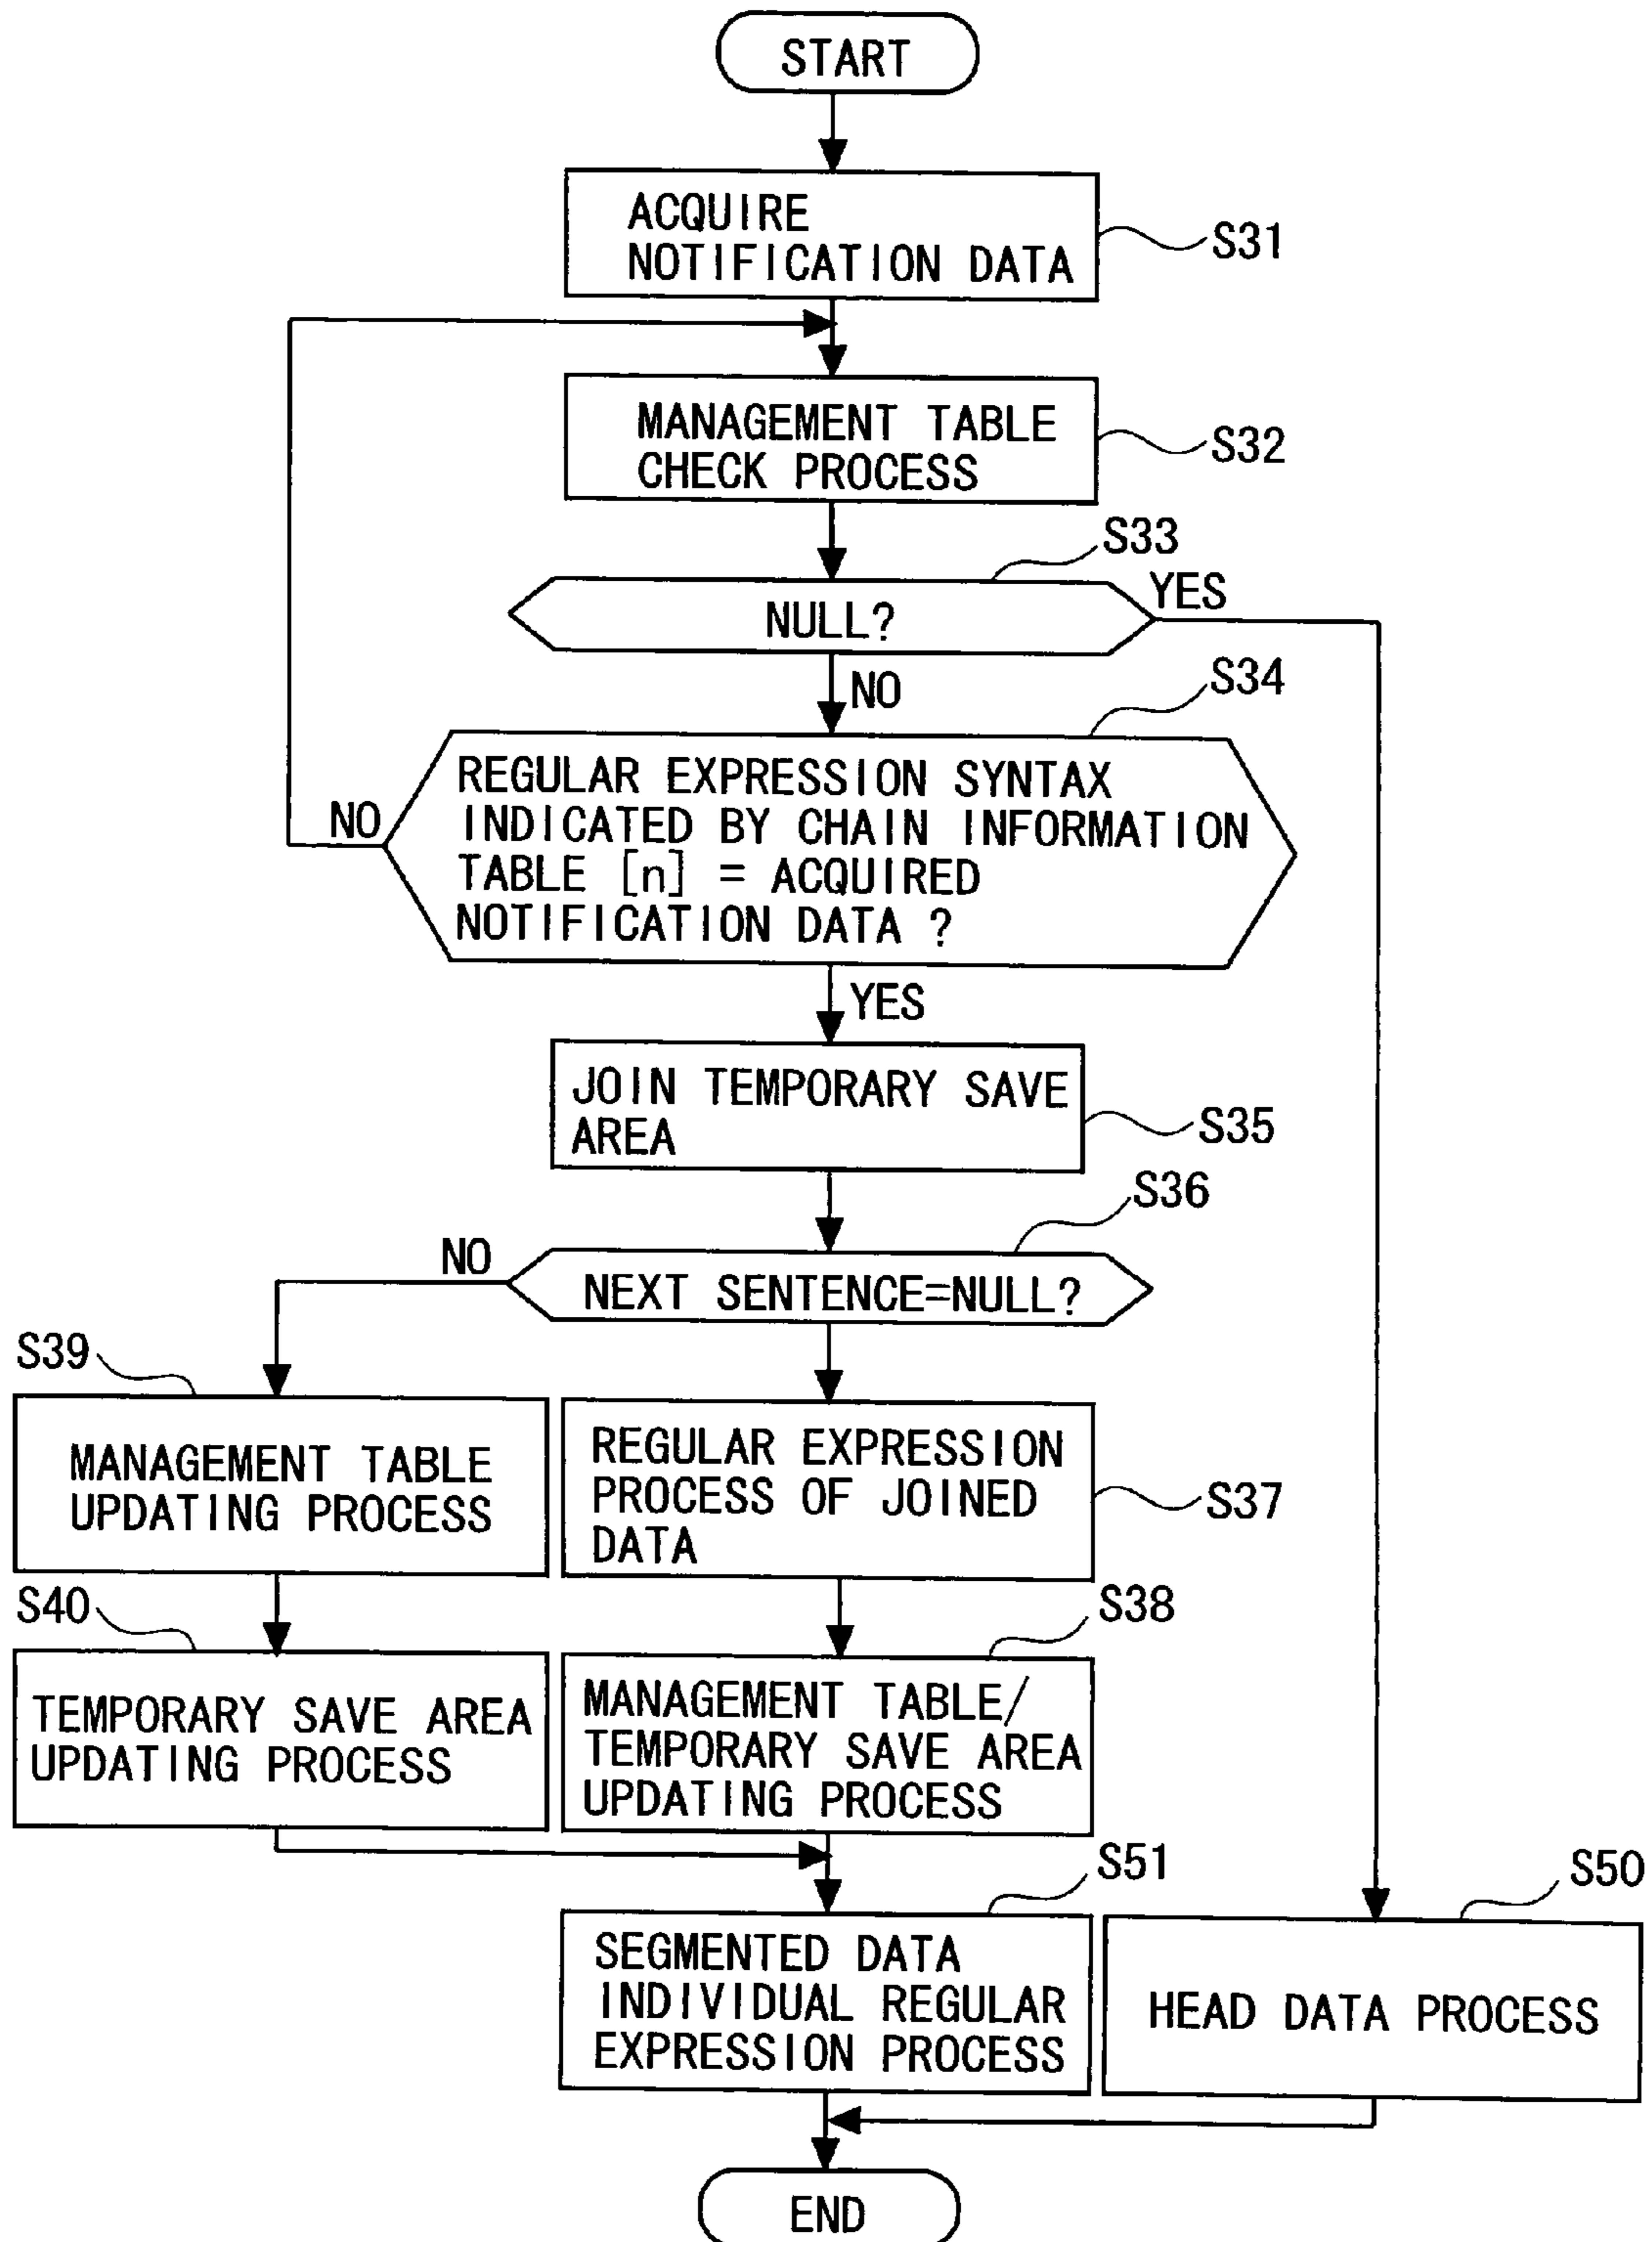 START
ACQUIRE
NOTIFICATION DATA
S31
MANAGEMENT TABLE
CHECK PROCESS
S32
S33
NULL?
YES
NO
S34
REGULAR EXPRESSION SYNTAX
INDICATED BY CHAIN INFORMATION
TABLE [n] = ACQUIRED
NOTIFICATION DATA ?
NO
YES
JOIN TEMPORARY SAVE
AREA
S35
S36
NEXT SENTENCE=NULL?
NO
S39
MANAGEMENT TABLE
UPDATING PROCESS
REGULAR EXPRESSION
PROCESS OF JOINED
DATA
S37
S40
TEMPORARY SAVE AREA
UPDATING PROCESS
S38
MANAGEMENT TABLE/
TEMPORARY SAVE AREA
UPDATING PROCESS
S51
SEGMENTED DATA
INDIVIDUAL REGULAR
EXPRESSION PROCESS
S50
HEAD DATA PROCESS
END